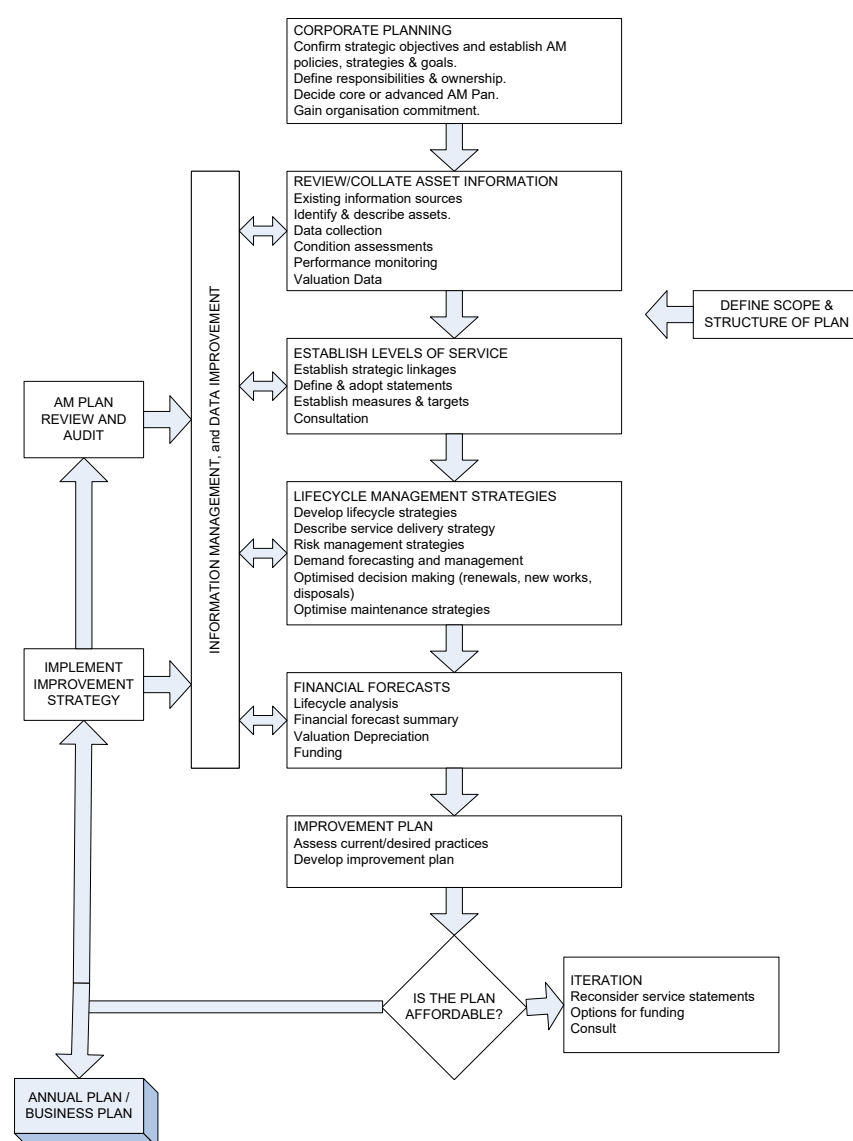 CORPORATE PLANNING
Confirm strategic objectives and establish AM
policies, strategies & goals.
Define responsibilities & ownership.
Decide core or advanced AM Pan.
Gain organisation commitment.
REVIEW/COLLATE ASSET INFORMATION
Existing information sources
Identify & describe assets.
Data collection
Condition assessments
Performance monitoring
Valuation Data
DEFINE SCOPE &
STRUCTURE OF PLAN
INFORMATION MANAGEMENT, and DATA IMPROVEMENT
ESTABLISH LEVELS OF SERVICE
Establish strategic linkages
Define & adopt statements
Establish measures & targets
Consultation
AM PLAN
REVIEW AND
AUDIT
LIFECYCLE MANAGEMENT STRATEGIES
Develop lifecycle strategies
Describe service delivery strategy
Risk management strategies
Demand forecasting and management
Optimised decision making (renewals, new works,
disposals)
Optimise maintenance strategies
IMPLEMENT
IMPROVEMENT
STRATEGY
FINANCIAL FORECASTS
Lifecycle analysis
Financial forecast summary
Valuation Depreciation
Funding
IMPROVEMENT PLAN
Assess current/desired practices
Develop improvement plan
IS THE PLAN
AFFORDABLE?
ITERATION
Reconsider service statements
Options for funding
Consult
ANNUAL PLAN /
BUSINESS PLAN